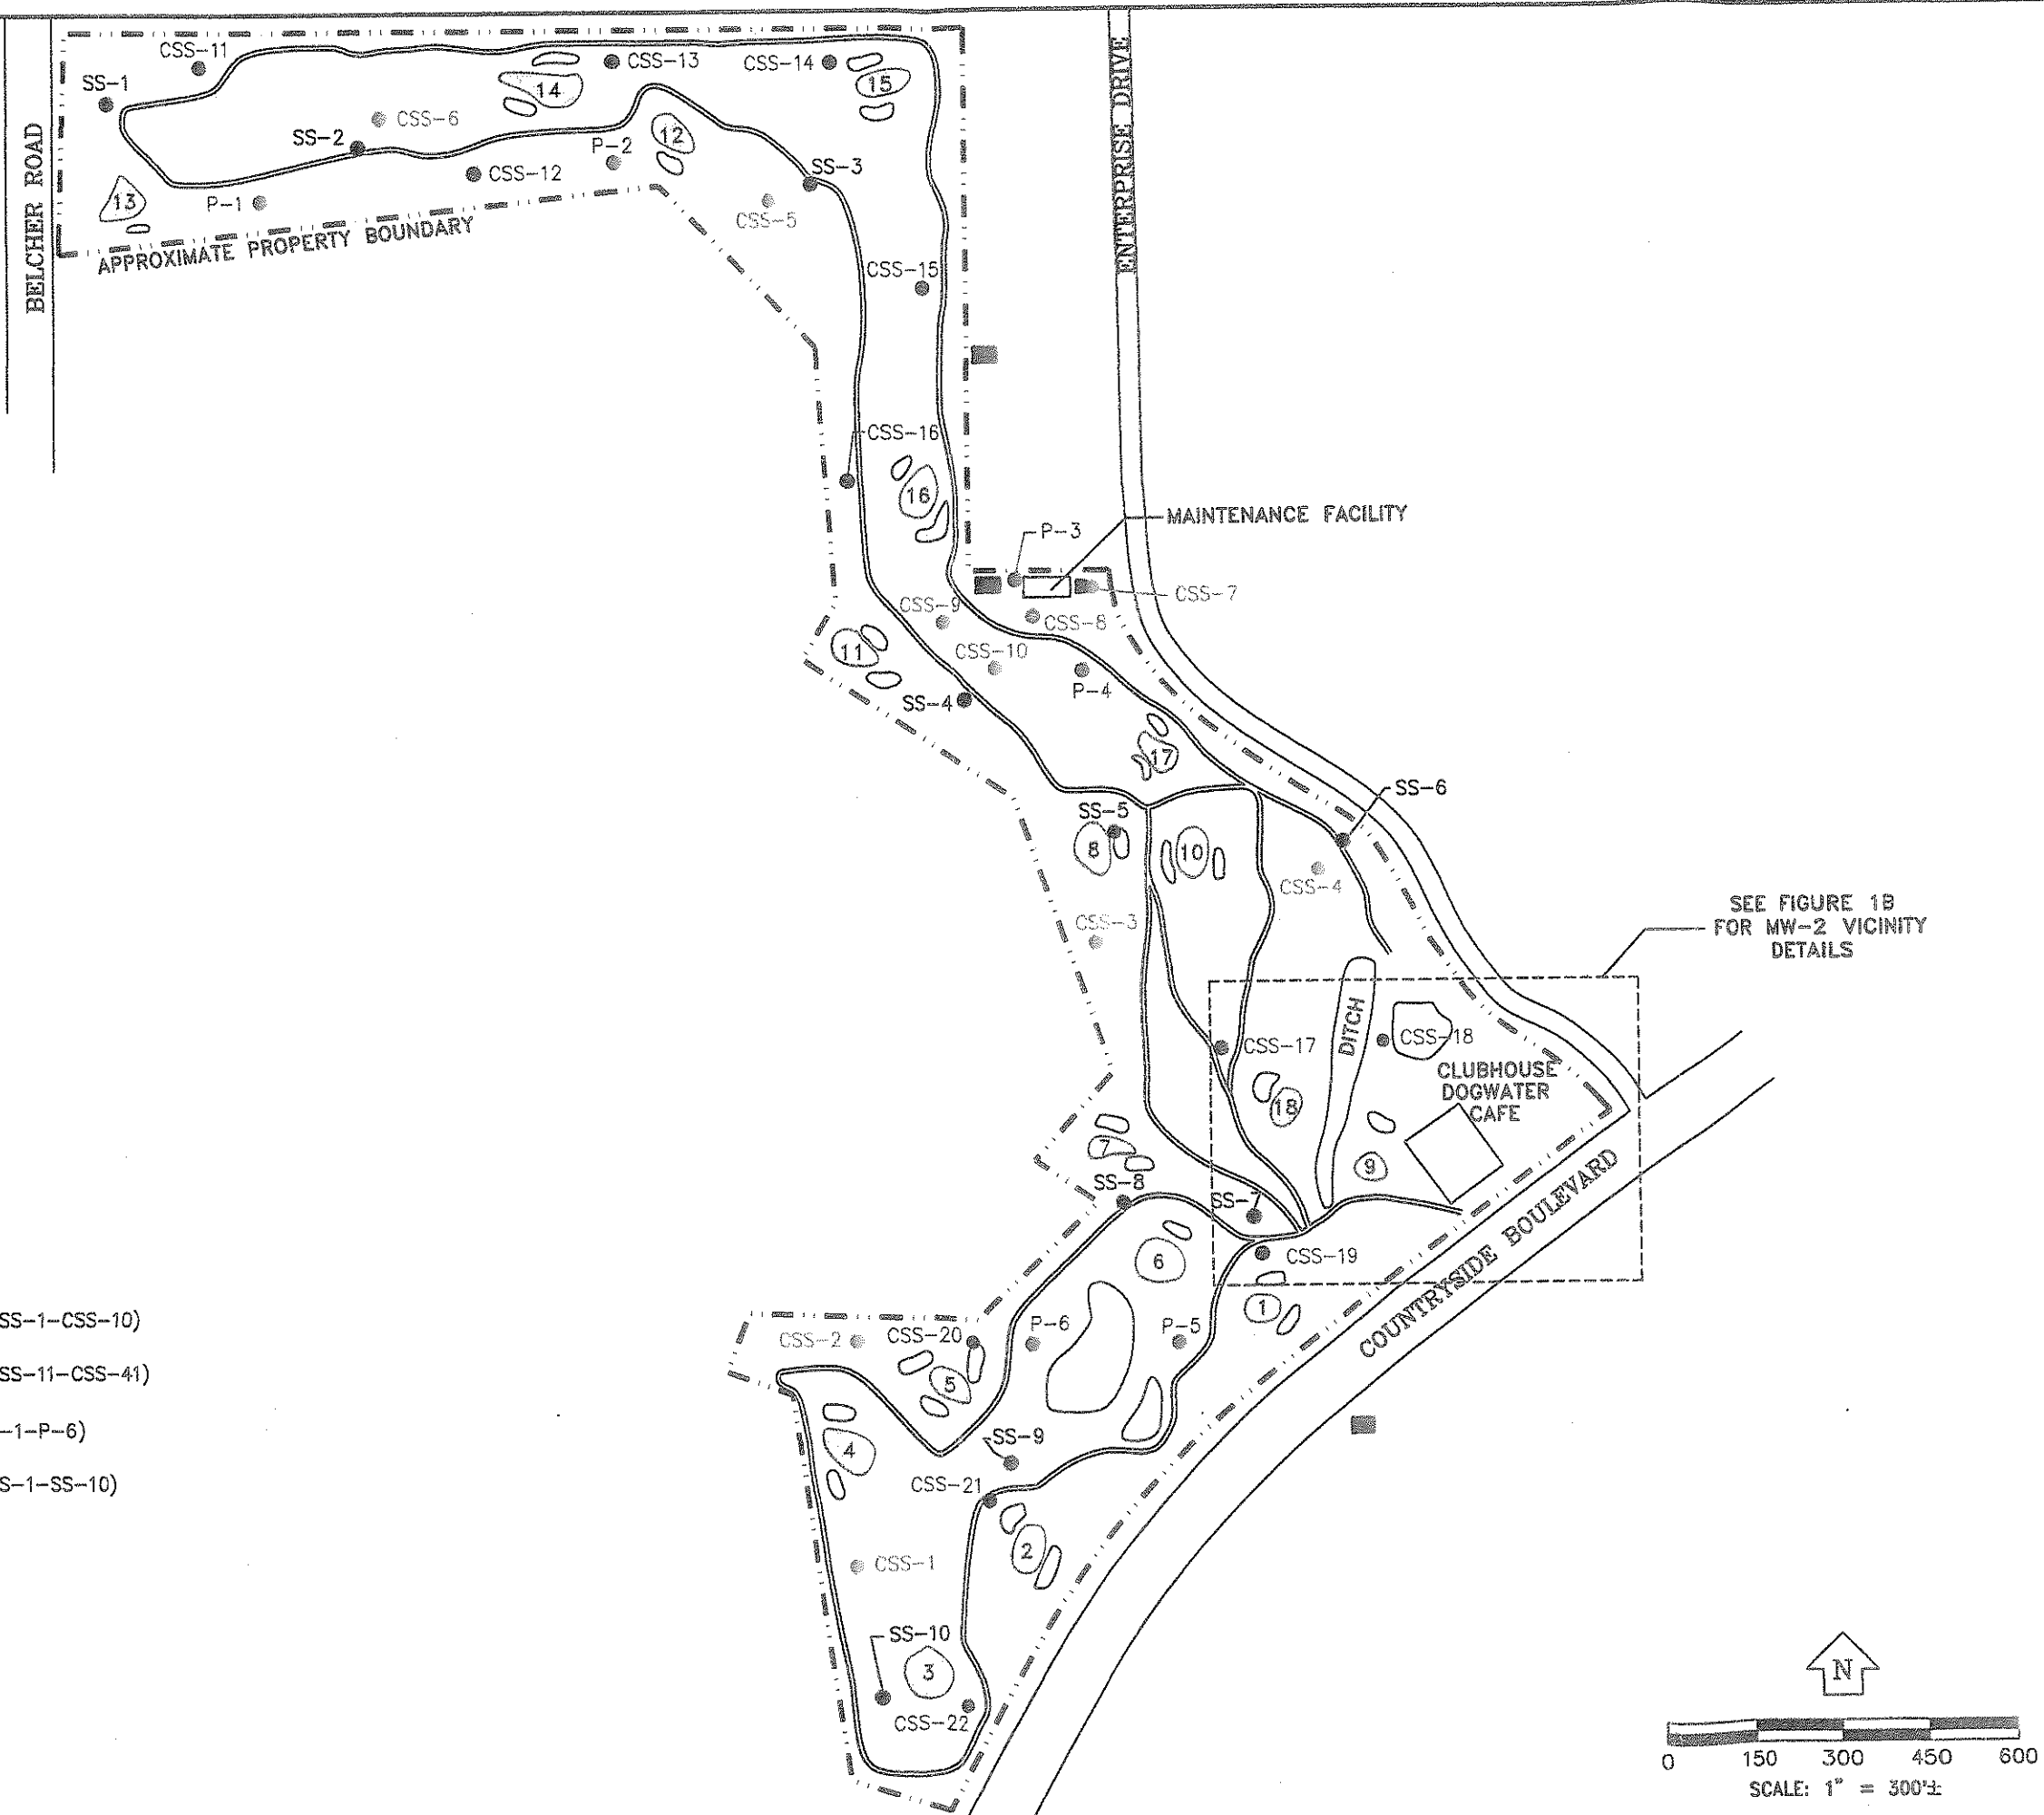 CSS-11
CSS-13
CSS-14
SS-1
14
15
CSS-6
SS-2
12
P-2
SS-3
CSS-12
13
P-1
CSS-5
APPROXIMATE PROPERTY BOUNDARY
BELCHER ROAD
ENTERPRISE DRIVE
CSS-15
CSS-16
16
MAINTENANCE FACILITY
P-3
CSS-7
CSS-9
CSS-8
11
CSS-10
P-4
SS-4
17
SS-6
SS-5
8
10
CSS-4
CSS-3
SEE FIGURE 1B
FOR MW-2 VICINITY
DETAILS
DITCH
CSS-17
CSS-18
CLUBHOUSE
DOGWATER
CAFE
18
7
9
SS-8
SS-7
6
CSS-19
1
COUNTRYSIDE BOULEVARD
SS-1-CSS-10)
CSS-2
CSS-20
P-6
P-5
SS-11-CSS-41)
5
-1-P-6)
4
SS-9
S-1-SS-10)
CSS-21
2
CSS-1
SS-10
3
CSS-22
N
0 150 300 450 600
SCALE: 1" = 300'±